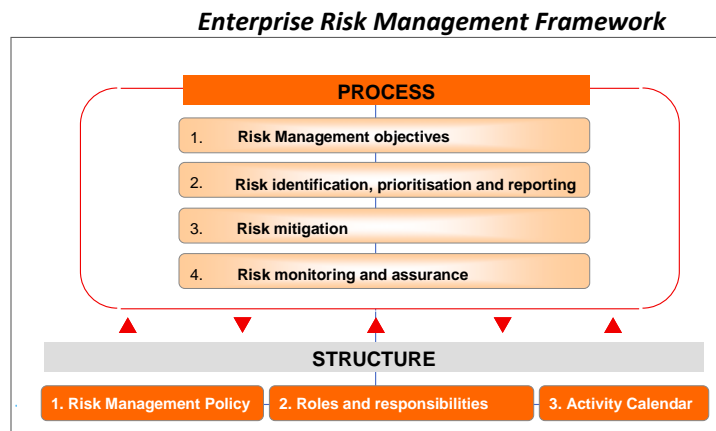 Enterprise Risk Management Framework
PROCESS
1. Risk Management objectives
2. Risk identification, prioritisation and reporting
3. Risk mitigation
4. Risk monitoring and assurance
STRUCTURE
1. Risk Management Policy
2. Roles and responsibilities
3. Activity Calendar